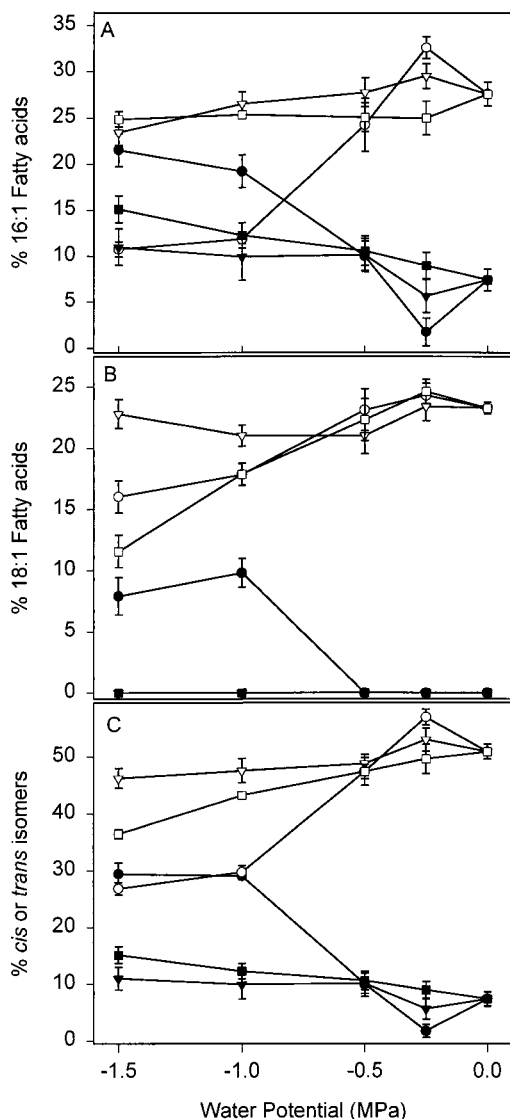 A
35
30
25
20
15
10
5
0
% 16:1 Fatty acids
B
25
20
15
10
5
0
% 18:1 Fatty acids
C
50
40
30
20
10
0
% cis or trans isomers
-1.5 -1.0 -0.5 0.0
Water Potential (MPa)